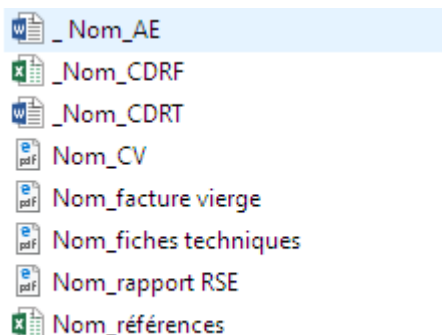 _ Nom_AE
_Nom_CDRF
_Nom_CDRT
Nom_CV
Nom_facture vierge
Nom_fiches techniques
Nom_rapport RSE
Nom_références